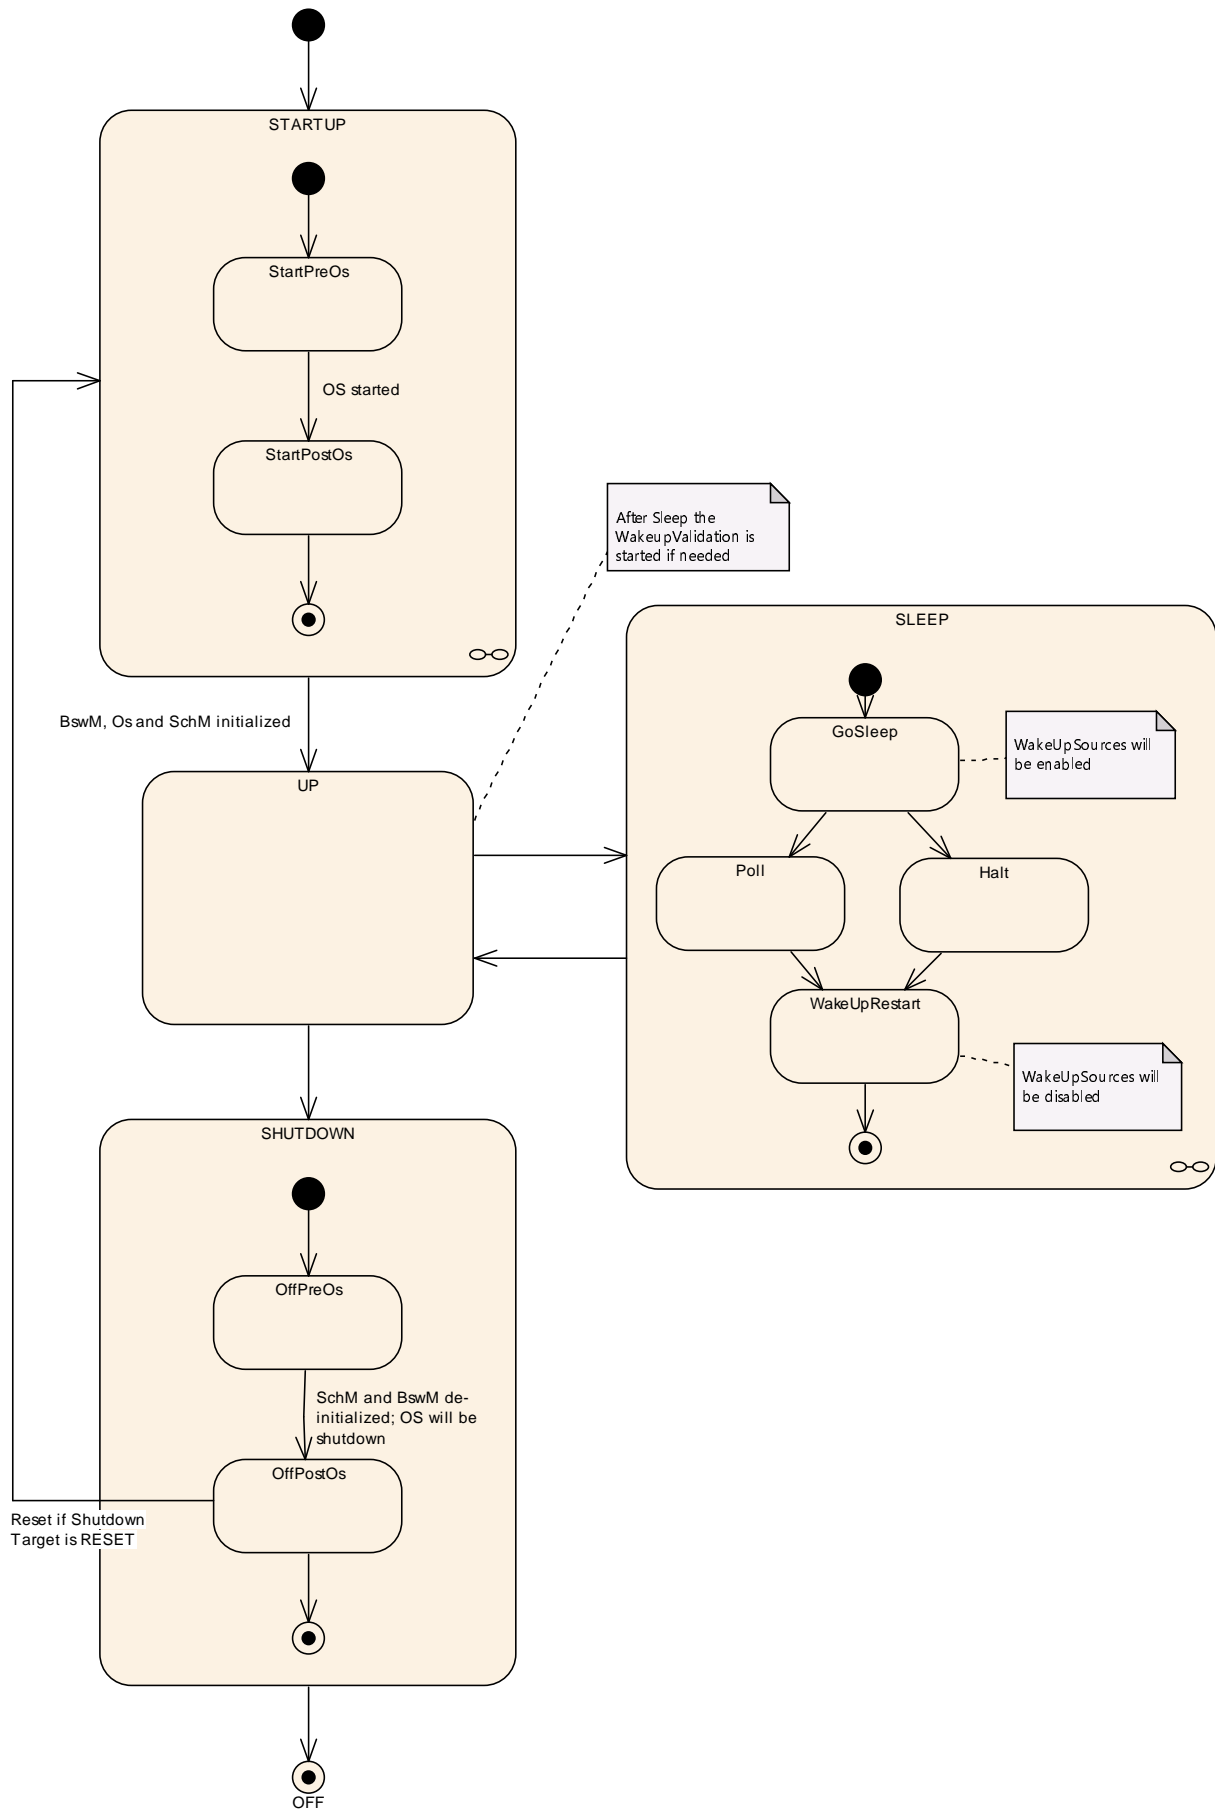 STARTUP
StartPreOs
OS started
StartPostOs
After Sleep the
WakeupValidation is
started if needed
SLEEP
GoSleep
WakeUpSources will
be enabled
BswM, Os and SchM initialized
UP
Poll
Halt
WakeUpRestart
WakeUpSources will
be disabled
SHUTDOWN
OffPreOs
SchM and BswM de-
initialized; OS will be
shutdown
OffPostOs
Reset if Shutdown
Target is RESET
OFF